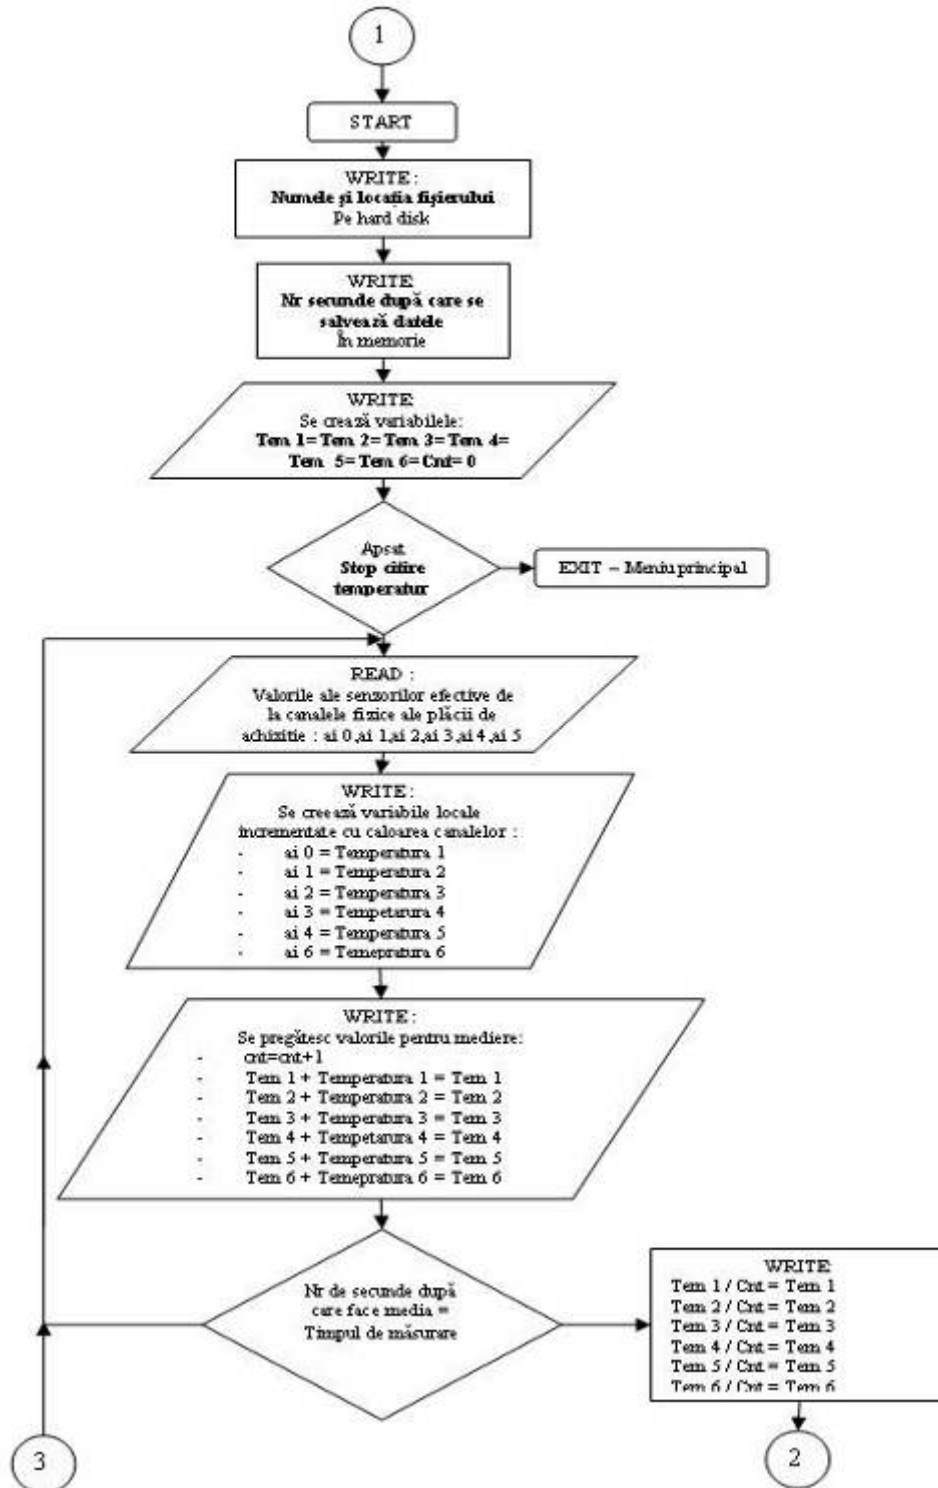 1
START
WRITE :
Numele și locația fișierului
Pe hard disk
WRITE
Nr secunde după care se
salvează datele
În memorie
WRITE
Se crează variabilele:
Tem 1= Tem 2= Tem 3= Tem 4=
Tem 5= Tem 6= Cnt= 0
Apsat
Stop citire
temperatur
EXIT – Meniu principal
READ :
Valorile ale senzorilor efective de
la canalele fizice ale plăcii de
achizitie : ai 0,ai 1,ai 2,ai 3,ai 4,ai 5
WRITE :
Se creează variabile locale
incrementate cu caloarea canalelor :
- ai 0 = Temperatura 1
- ai 1 = Temperatura 2
- ai 2 = Temperatura 3
- ai 3 = Tempetarura 4
- ai 4 = Temperatura 5
- ai 6 = Temepratura 6
WRITE :
Se pregătesc valorile pentru mediere:
- cnt=cnt+1
- Tem 1 + Temperatura 1 = Tem 1
- Tem 2 + Temperatura 2 = Tem 2
- Tem 3 + Temperatura 3 = Tem 3
- Tem 4 + Tempetarura 4 = Tem 4
- Tem 5 + Temperatura 5 = Tem 5
- Tem 6 + Temepratura 6 = Tem 6
Nr de secunde după
care face media =
Timpul de măsurare
WRITE
Tem 1 / Cnt = Tem 1
Tem 2 / Cnt = Tem 2
Tem 3 / Cnt = Tem 3
Tem 4 / Cnt = Tem 4
Tem 5 / Cnt = Tem 5
Tem 6 / Cnt = Tem 6
3
2